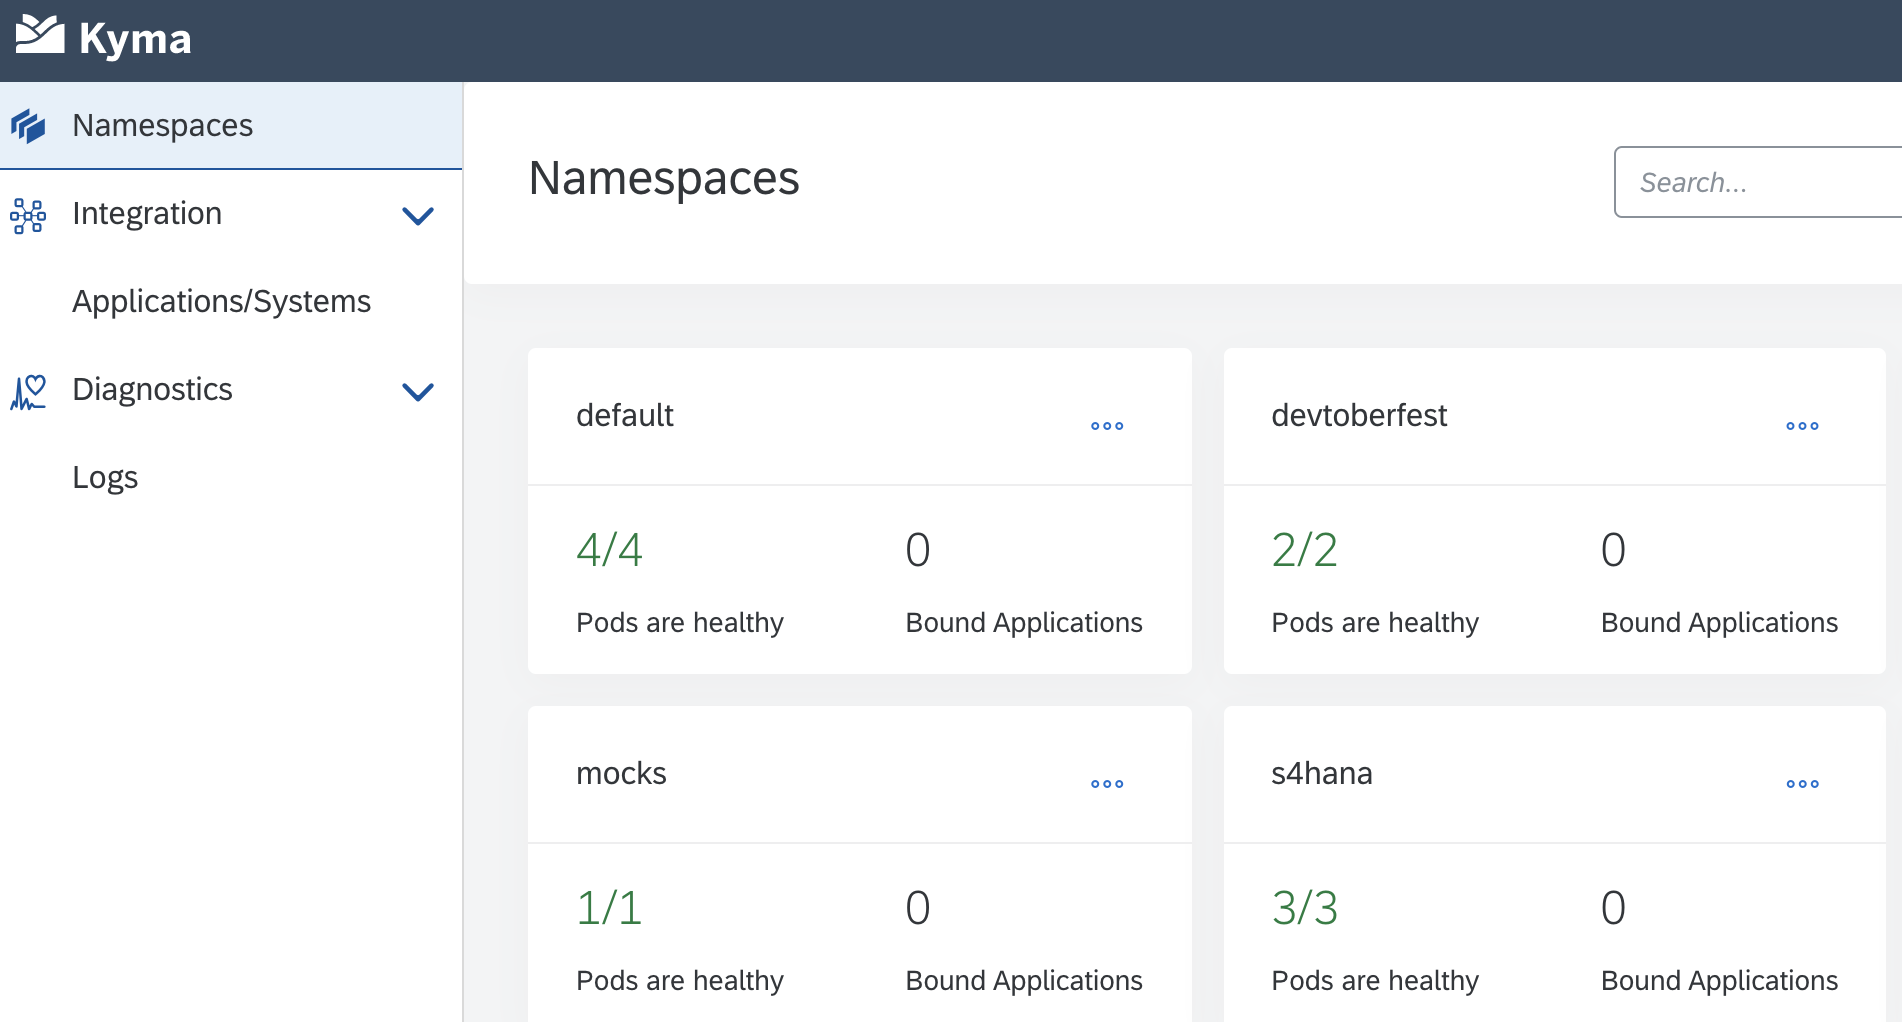 Kyma
Namespaces
Integration
Applications/Systems
Diagnostics
Logs
Namespaces
Search...
default
4/4
0
Pods are healthy
Bound Applications
devtoberfest
2/2
0
Pods are healthy
Bound Applications
mocks
1/1
0
Pods are healthy
Bound Applications
s4hana
3/3
0
Pods are healthy
Bound Applications